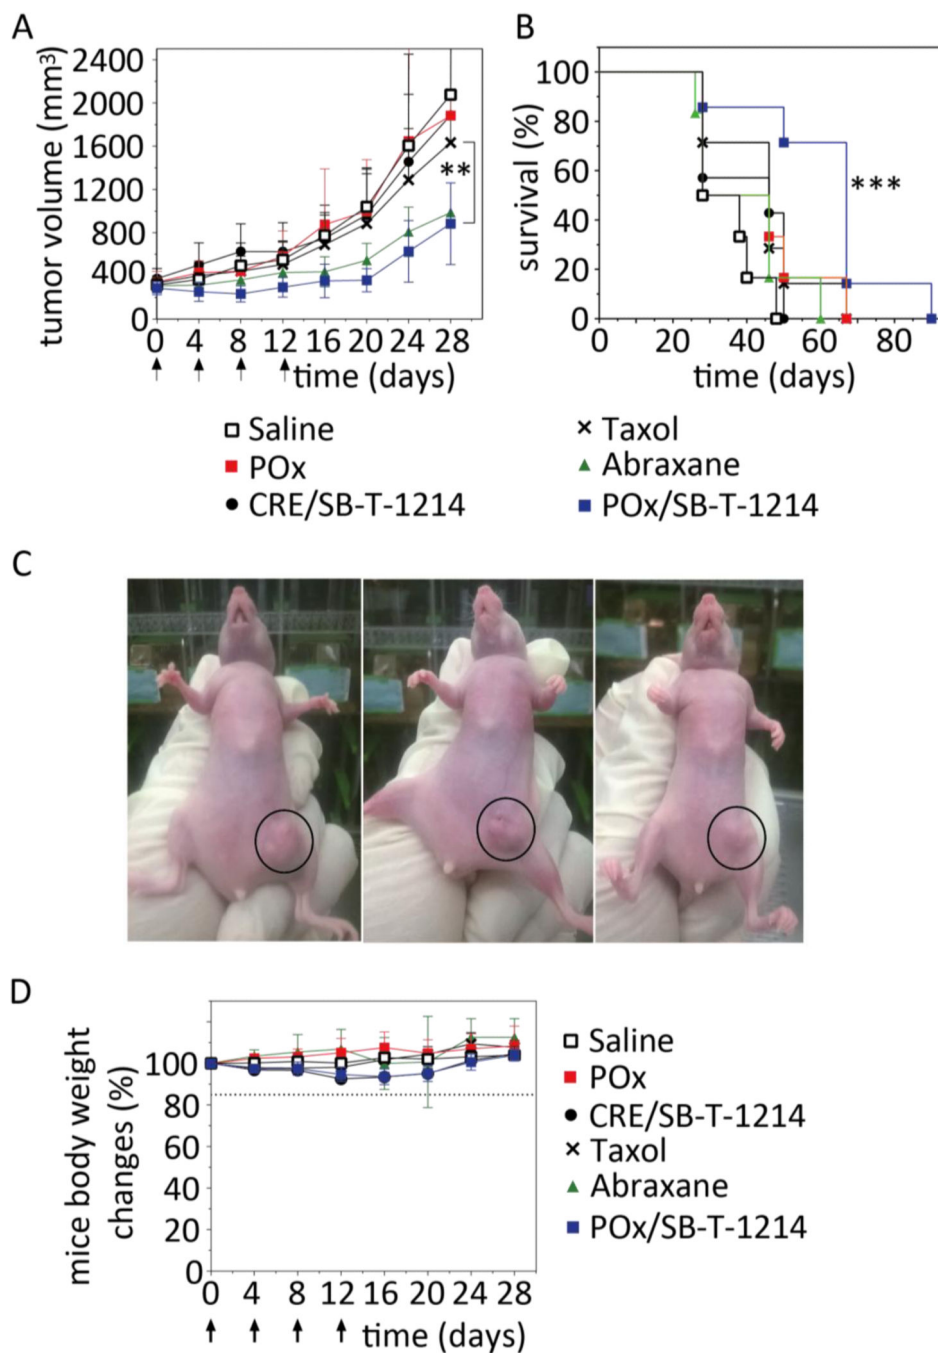 A
tumor volume (mm³)
2400
2000
1600
1200
800
400
0
**
0 4 8 12 16 20 24 28
time (days)
B
survival (%)
100
80
60
40
20
0
***
0 20 40 60 80
time (days)
Saline
POx
CRE/SB-T-1214
Taxol
Abraxane
POx/SB-T-1214
C
D
mice body weight
changes (%)
100
80
60
40
20
0
0 4 8 12 16 20 24 28
time (days)
Saline
POx
CRE/SB-T-1214
Taxol
Abraxane
POx/SB-T-1214